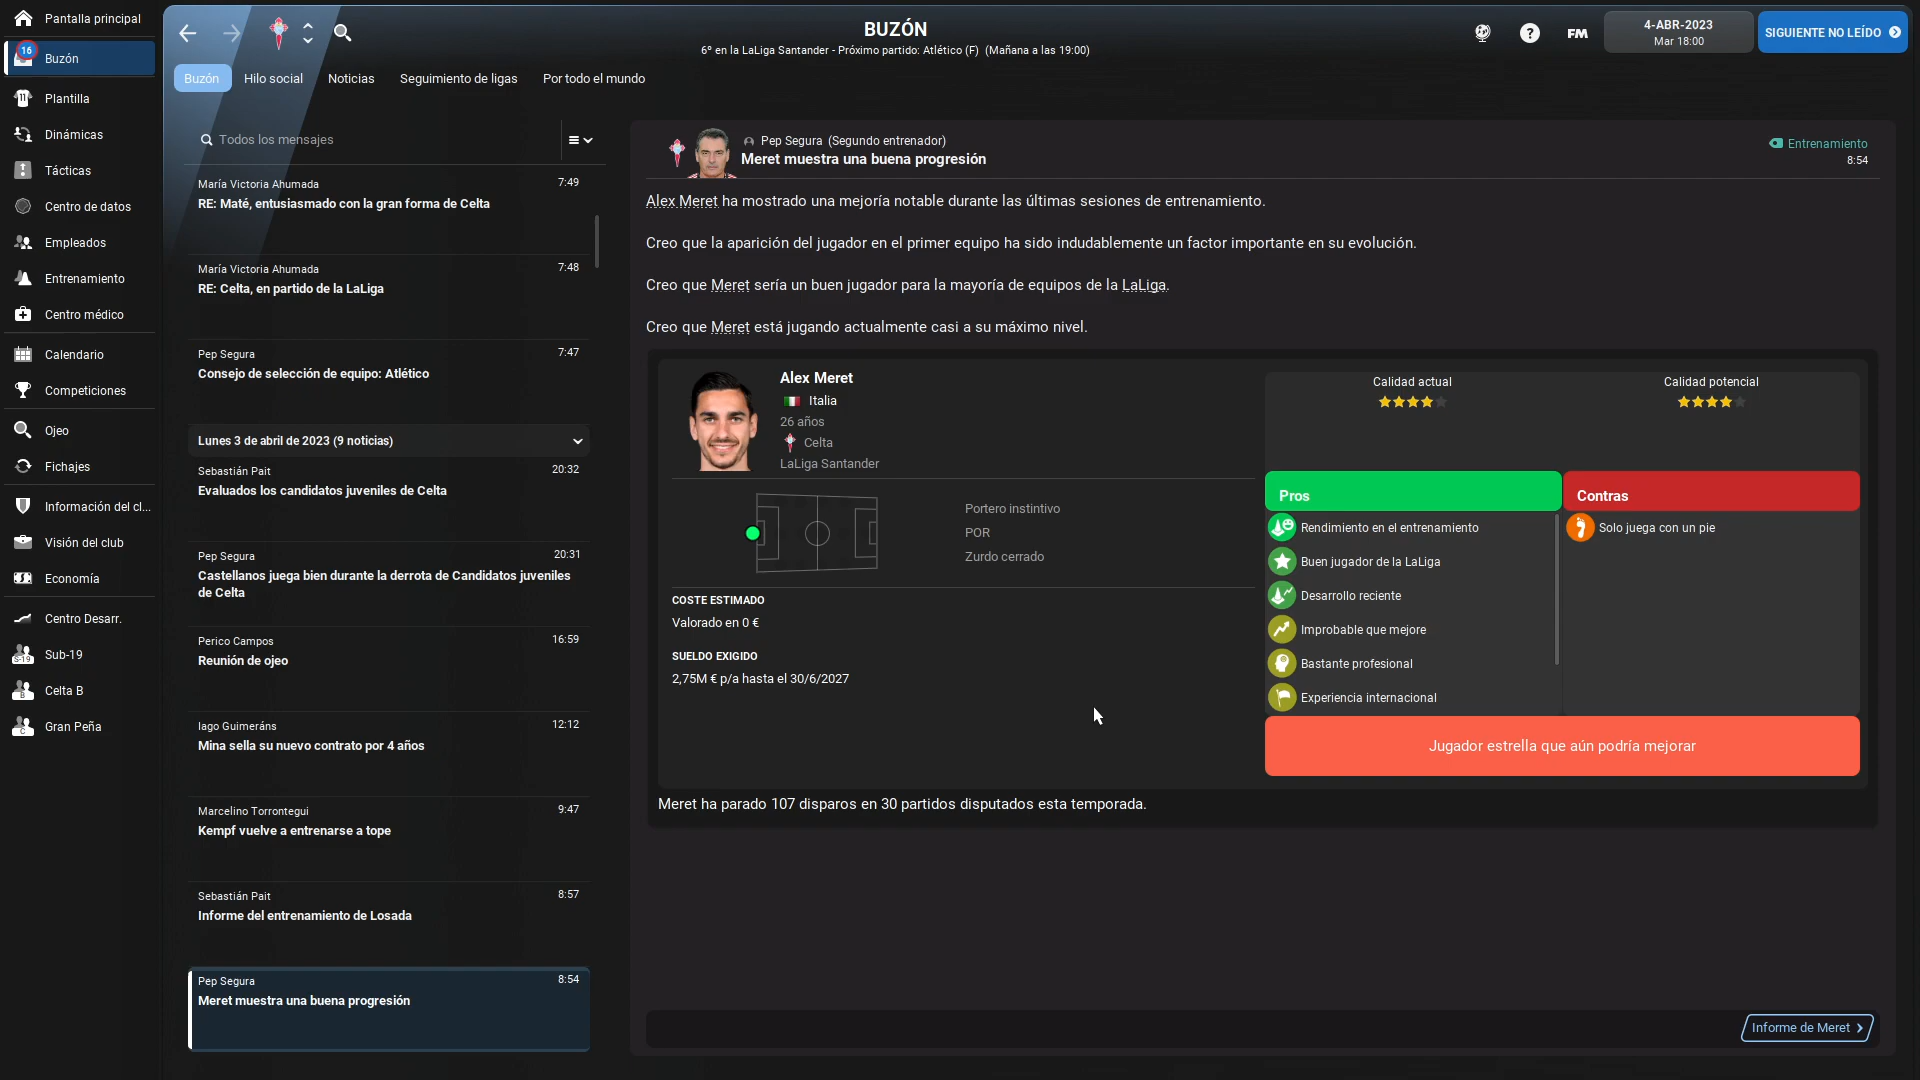 Pantalla principal
16
Buzón
Plantilla
Dinámicas
Tácticas
Centro de datos
Empleados
Entrenamiento
Centro médico
Calendario
Competiciones
Ojeo
Fichajes
Información del cl...
Visión del club
Economía
Centro Desarr.
Sub-19
Celta B
Gran Peña
BUZÓN
6º en la LaLiga Santander - Próximo partido: Atlético (F) (Mañana a las 19:00)
FM
4-ABR-2023
Mar 18:00
SIGUIENTE NO LEÍDO
Buzón
Hilo social
Noticias
Seguimiento de ligas
Por todo el mundo
Todos los mensajes
María Victoria Ahumada 7:49
RE: Maté, entusiasmado con la gran forma de Celta
María Victoria Ahumada 7:48
RE: Celta, en partido de la LaLiga
Pep Segura 7:47
Consejo de selección de equipo: Atlético
Lunes 3 de abril de 2023 (9 noticias)
Sebastián Pait 20:32
Evaluados los candidatos juveniles de Celta
Pep Segura 20:31
Castellanos juega bien durante la derrota de Candidatos juveniles
de Celta
Perico Campos 16:59
Reunión de ojeo
Iago Guimeráns 12:12
Mina sella su nuevo contrato por 4 años
Marcelino Torrontegui 9:47
Kempf vuelve a entrenarse a tope
Sebastián Pait 8:57
Informe del entrenamiento de Losada
Pep Segura 8:54
Meret muestra una buena progresión
Pep Segura (Segundo entrenador)
Meret muestra una buena progresión
Entrenamiento
8:54
Alex Meret ha mostrado una mejoría notable durante las últimas sesiones de entrenamiento.
Creo que la aparición del jugador en el primer equipo ha sido indudablemente un factor importante en su evolución.
Creo que Meret sería un buen jugador para la mayoría de equipos de la LaLiga.
Creo que Meret está jugando actualmente casi a su máximo nivel.
Alex Meret
Italia
26 años
Celta
LaLiga Santander
Portero instintivo
POR
Zurdo cerrado
COSTE ESTIMADO
Valorado en 0 €
SUELDO EXIGIDO
2,75M € p/a hasta el 30/6/2027
Calidad actual
Calidad potencial
Pros
Rendimiento en el entrenamiento
Buen jugador de la LaLiga
Desarrollo reciente
Improbable que mejore
Bastante profesional
Experiencia internacional
Contras
Solo juega con un pie
Jugador estrella que aún podría mejorar
Meret ha parado 107 disparos en 30 partidos disputados esta temporada.
Informe de Meret